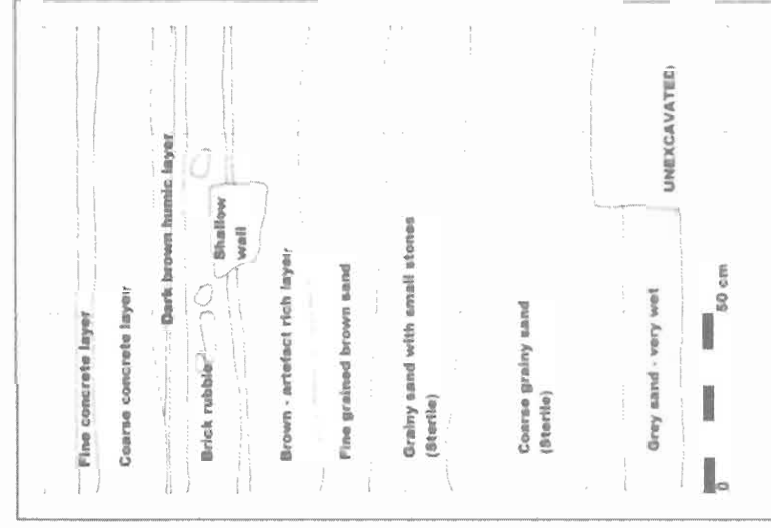 Fine concrete layer
Coarse concrete layer
Dark brown humic layer
Brick rubble
Shallow
wall
Brown - artefact rich layer
Fine grained brown sand
Grainy sand with small stones
(Sterile)
Coarse grainy sand
(Sterile)
Grey sand - very wet
UNEXCAVATED)
0
50 cm